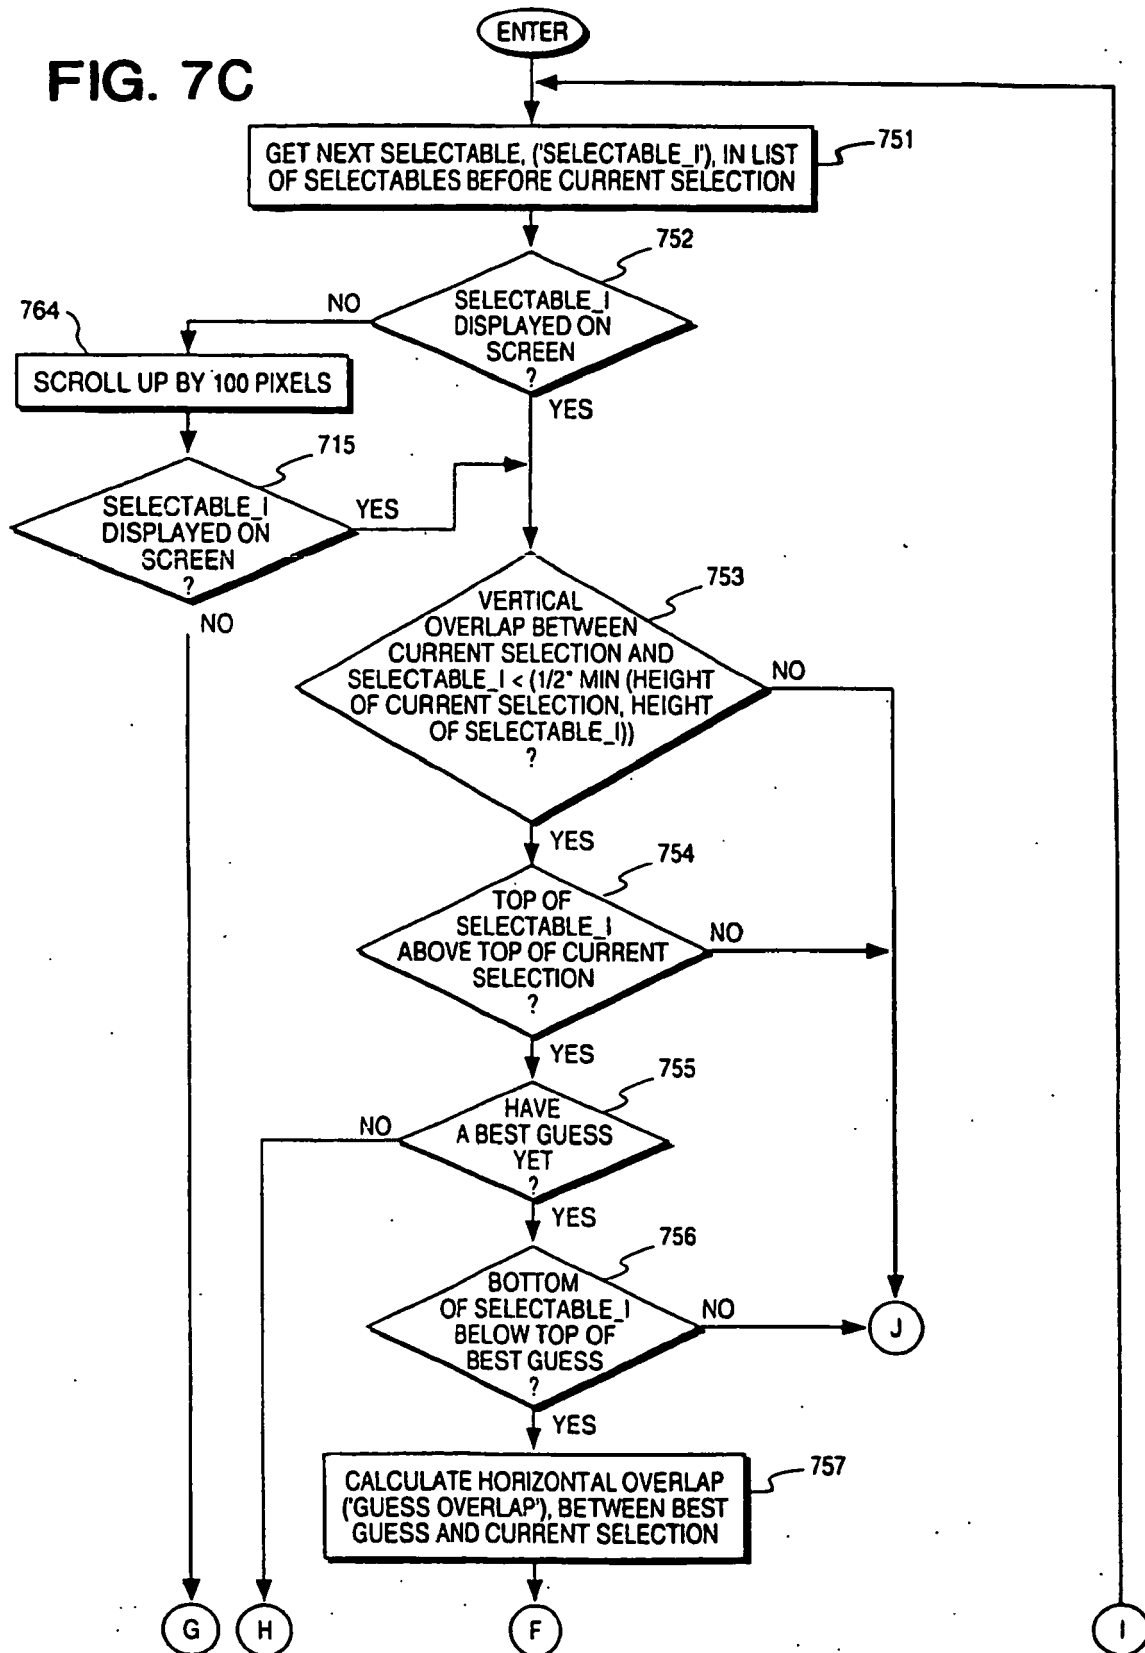 ENTER
FIG. 7C
751
GET NEXT SELECTABLE, ('SELECTABLE_I'), IN LIST
OF SELECTABLES BEFORE CURRENT SELECTION
752
NO
SELECTABLE_I
DISPLAYED ON
SCREEN
?
YES
764
SCROLL UP BY 100 PIXELS
715
SELECTABLE_I
DISPLAYED ON
SCREEN
?
YES
NO
753
VERTICAL
OVERLAP BETWEEN
CURRENT SELECTION AND
SELECTABLE_I < (1/2* MIN (HEIGHT
OF CURRENT SELECTION, HEIGHT
OF SELECTABLE_I))
?
NO
YES
754
TOP OF
SELECTABLE_I
ABOVE TOP OF CURRENT
SELECTION
?
NO
YES
755
HAVE
A BEST GUESS
YET
?
NO
YES
756
BOTTOM
OF SELECTABLE_I
BELOW TOP OF
BEST GUESS
?
NO
J
YES
757
CALCULATE HORIZONTAL OVERLAP
('GUESS OVERLAP'), BETWEEN BEST
GUESS AND CURRENT SELECTION
G
H
F
I